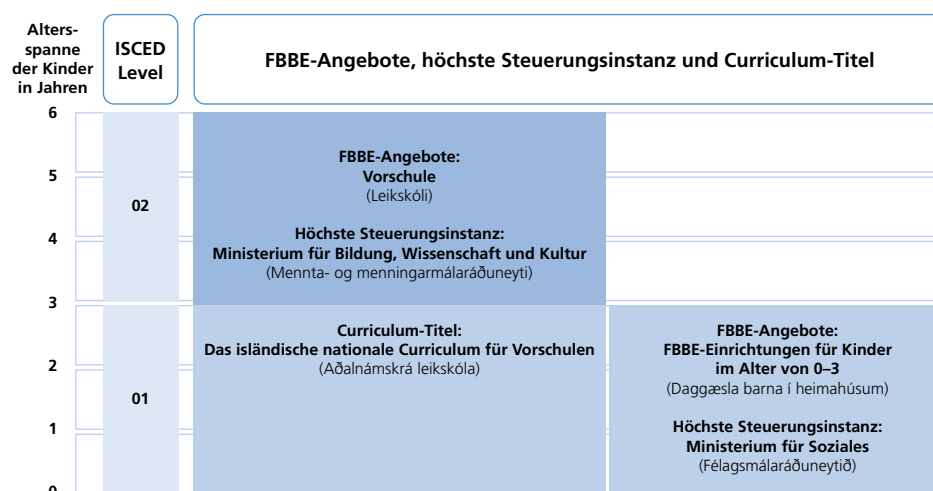 Alters-
spanne
der Kinder
in Jahren
ISCED
Level
FBBE-Angebote, höchste Steuerungsinstanz und Curriculum-Titel
6
5
4
3
2
1
0
02
01
FBBE-Angebote:
Vorschule
(Leikskóli)
Höchste Steuerungsinstanz:
Ministerium für Bildung, Wissenschaft und Kultur
(Mennta- og menningarmálaráðuneyti)
Curriculum-Titel:
Das isländische nationale Curriculum für Vorschulen
(Aðalnámskrá leikskóla)
FBBE-Angebote:
FBBE-Einrichtungen für Kinder
im Alter von 0–3
(Daggæsla barna í heimahúsum)
Höchste Steuerungsinstanz:
Ministerium für Soziales
(Félagsmálaráðuneytið)